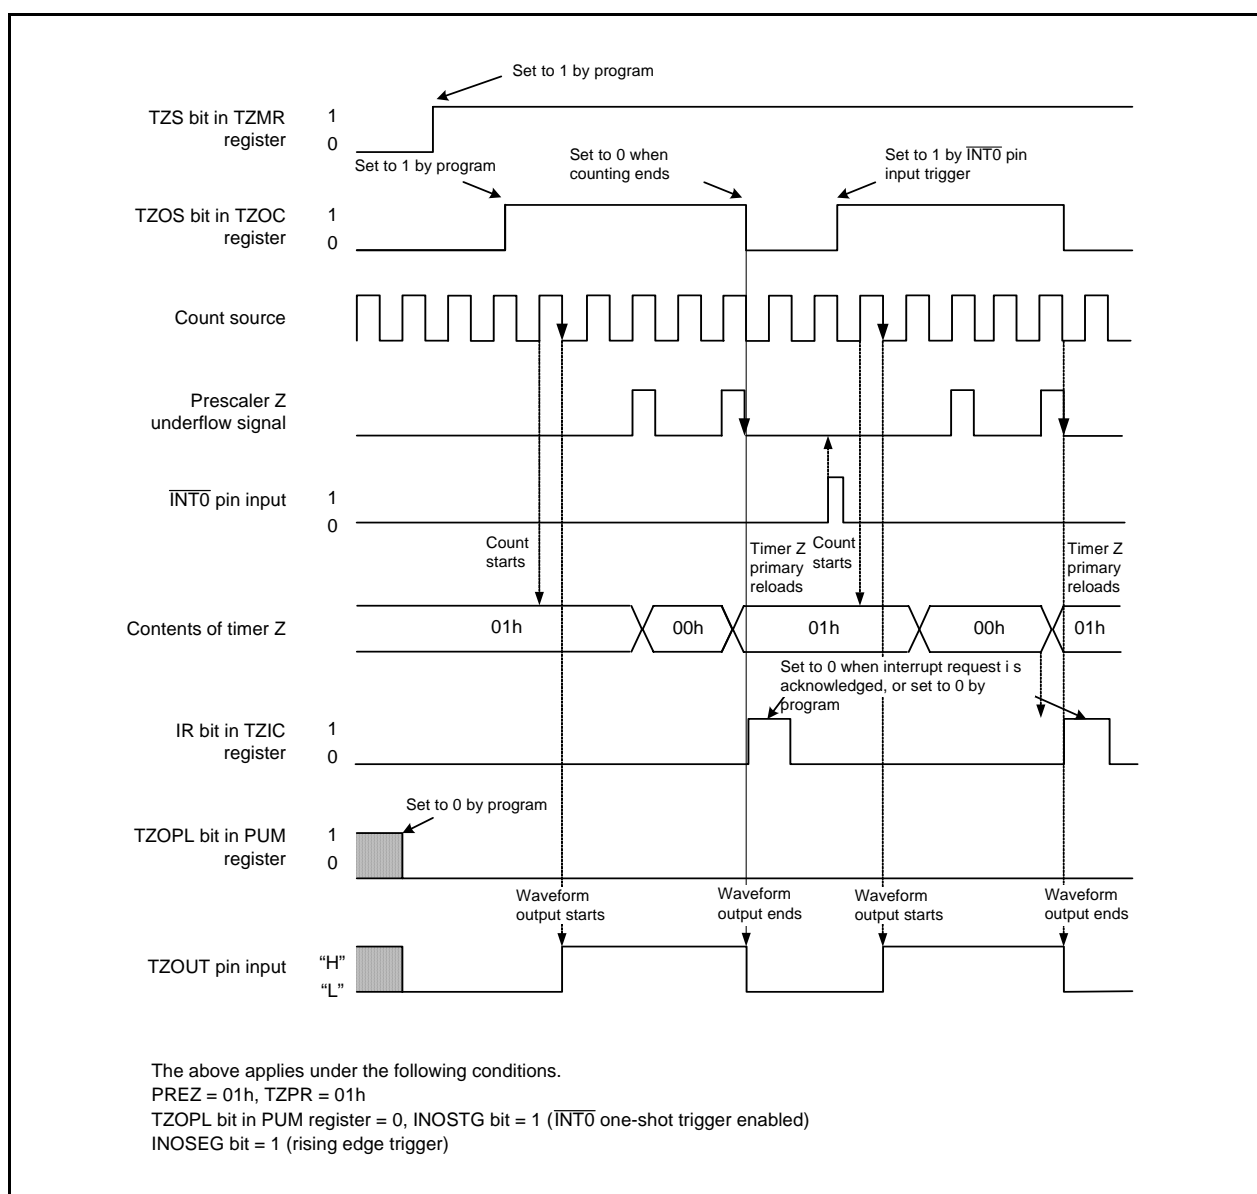 Set to 1 by program
TZS bit in TZMR
register
1
0
Set to 1 by program
Set to 0 when
counting ends
Set to 1 by INT0 pin
input trigger
TZOS bit in TZOC
register
1
0
Count source
Prescaler Z
underflow signal
INT0 pin input
1
0
Count
starts
Timer Z
primary
reloads
Count
starts
Timer Z
primary
reloads
Contents of timer Z
01h
00h
01h
00h
01h
Set to 0 when interrupt request i s
acknowledged, or set to 0 by
program
IR bit in TZIC
register
1
0
Set to 0 by program
TZOPL bit in PUM
register
1
0
Waveform
output starts
Waveform
output ends
Waveform
output starts
Waveform
output ends
TZOUT pin input
“H”
“L”
The above applies under the following conditions.
PREZ = 01h, TZPR = 01h
TZOPL bit in PUM register = 0, INOSTG bit = 1 (INT0 one-shot trigger enabled)
INOSEG bit = 1 (rising edge trigger)